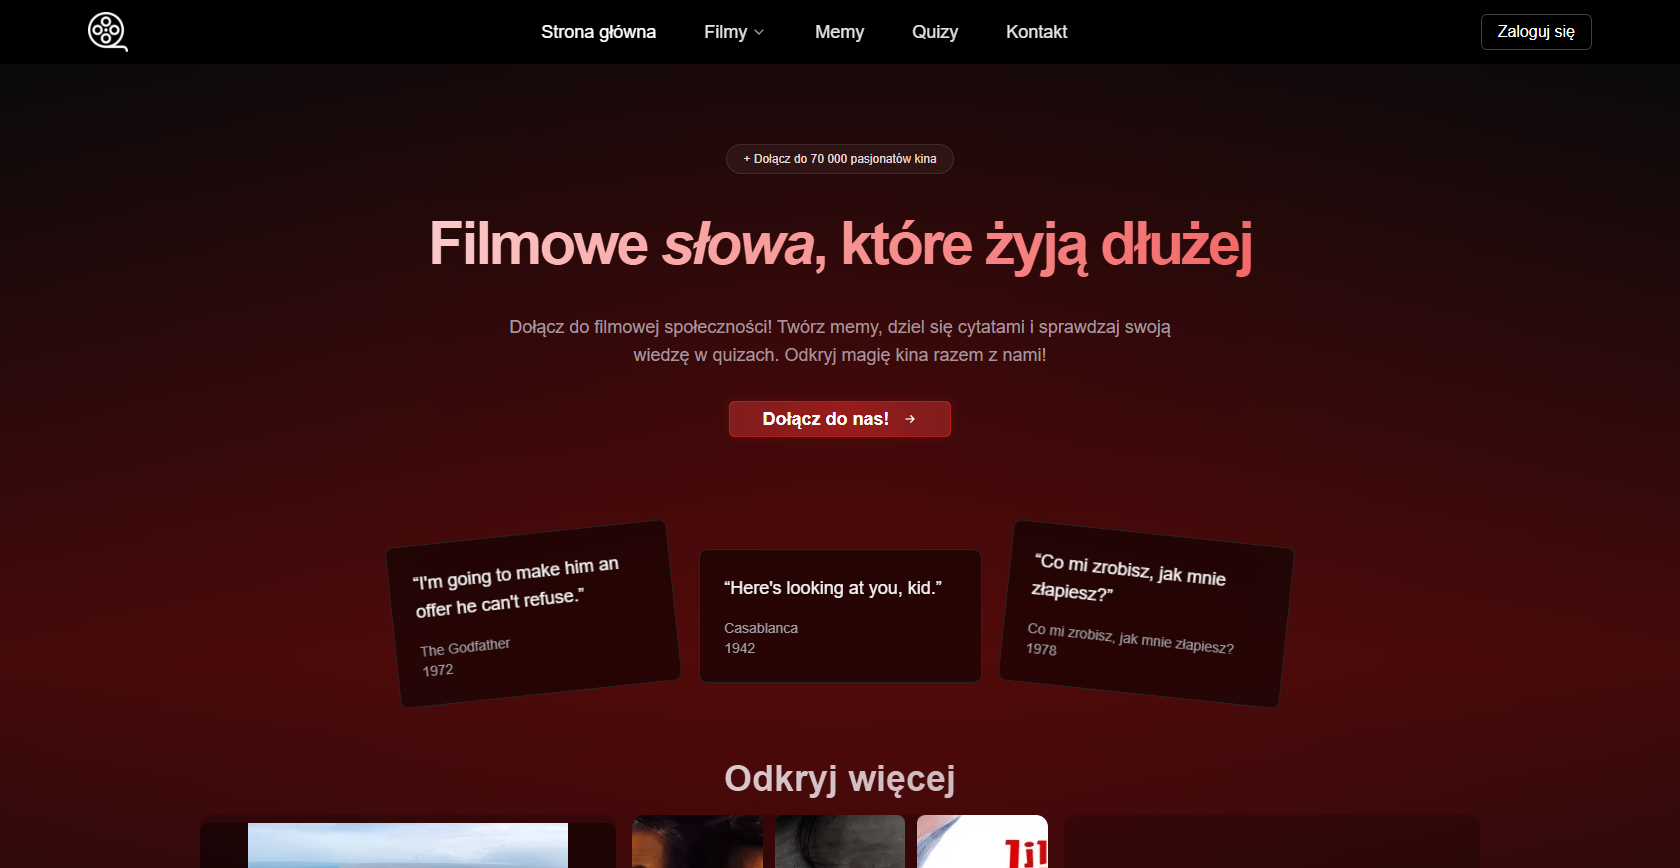 Strona główna
Filmy
Memy
Quizy
Kontakt
Zaloguj się
+ Dołącz do 70 000 pasjonatów kina
Filmowe słowa, które żyją dłużej
Dołącz do filmowej społeczności! Twórz memy, dziel się cytatami i sprawdzaj swoją
wiedzę w quizach. Odkryj magię kina razem z nami!
Dołącz do nas! →
“I'm going to make him an
offer he can't refuse.”
The Godfather
1972
“Here's looking at you, kid.”
Casablanca
1942
“Co mi zrobisz, jak mnie
złapiesz?”
Co mi zrobisz, jak mnie złapiesz?
1978
Odkryj więcej